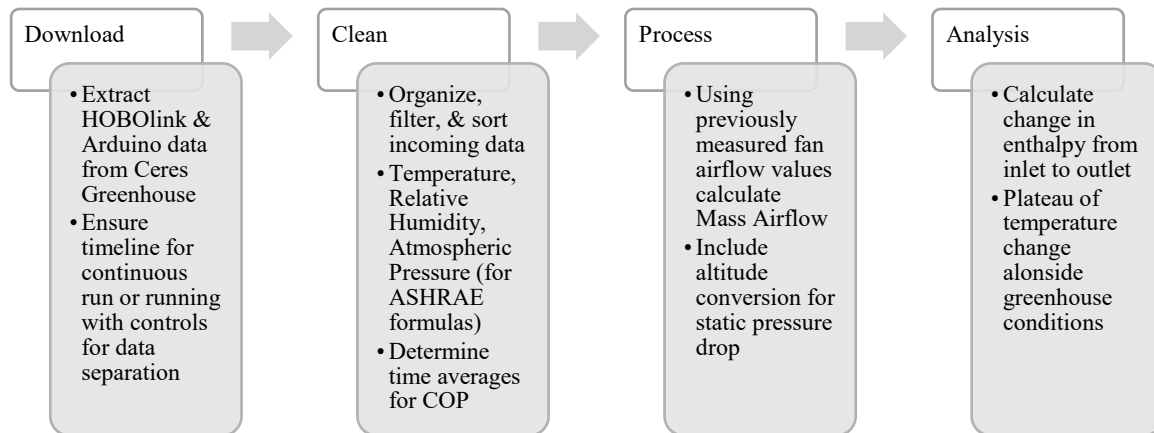 Download
• Extract
HOBOlink &
Arduino data
from Ceres
Greenhouse
• Ensure
timeline for
continuous
run or running
with controls
for data
separation
Clean
• Organize,
filter, & sort
incoming data
• Temperature,
Relative
Humidity,
Atmospheric
Pressure (for
ASHRAE
formulas)
• Determine
time averages
for COP
Process
• Using
previously
measured fan
airflow values
calculate
Mass Airflow
• Include
altitude
conversion for
static pressure
drop
Analysis
• Calculate
change in
enthalpy from
inlet to outlet
• Plateau of
temperature
change
alonside
greenhouse
conditions